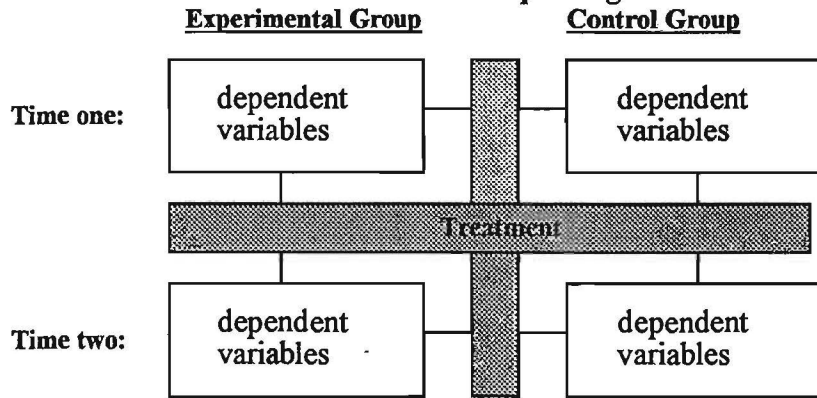 Experimental Group Control Group
Time one:
dependent
variables
dependent
variables
Treatment
Time two:
dependent
variables
dependent
variables